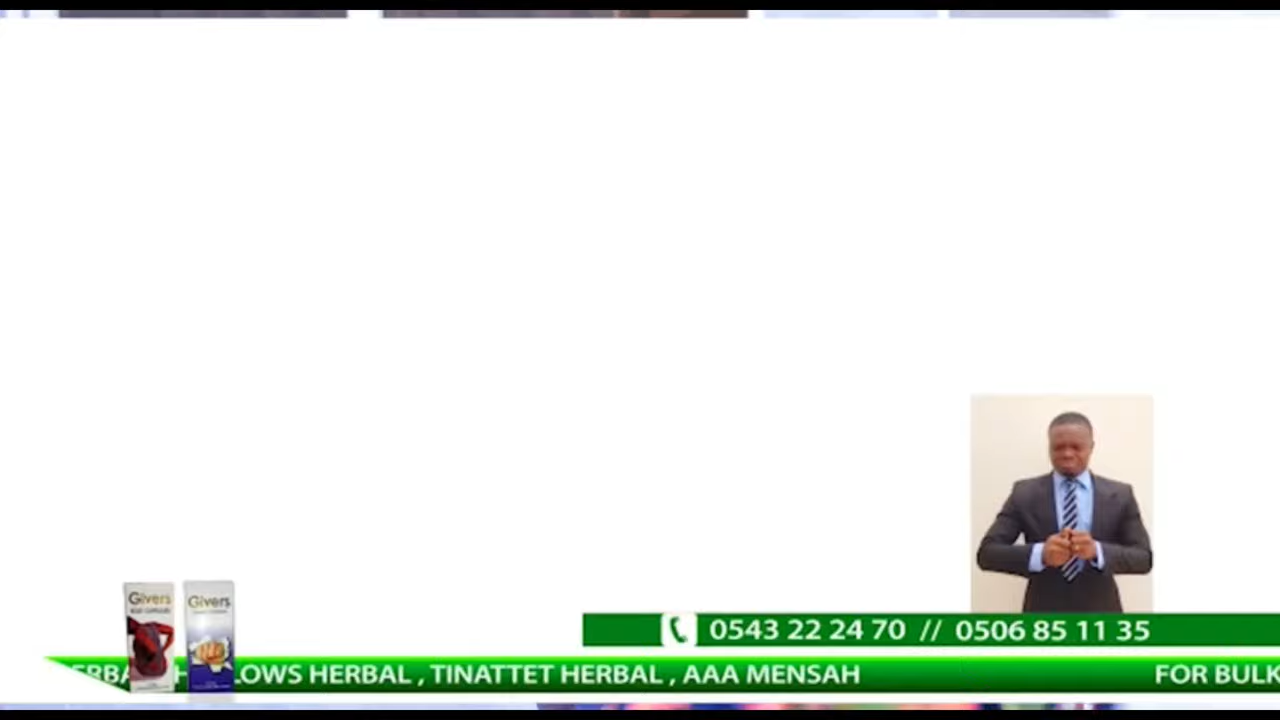 Givers
Givers
0543 22 24 70 // 0506 85 11 35
LOWS HERBAL , TINATTET HERBAL , AAA MENSAH
FOR BULK